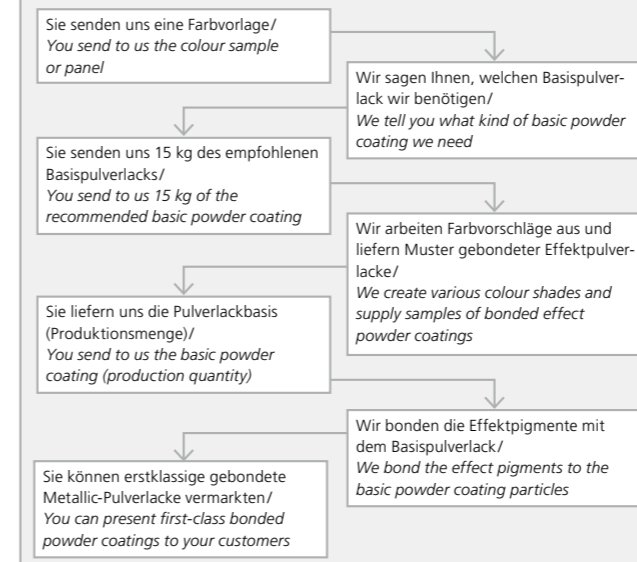 Sie senden uns eine Farbvorlage/
You send to us the colour sample
or panel
Wir sagen Ihnen, welchen Basispulver-
lack wir benötigen/
We tell you what kind of basic powder
coating we need
Sie senden uns 15 kg des empfohlenen
Basispulverlacks/
You send to us 15 kg of the
recommended basic powder coating
Wir arbeiten Farbvorschläge aus und
liefern Muster gebondeter Effektpulver-
lacke/
We create various colour shades and
supply samples of bonded effect
powder coatings
Sie liefern uns die Pulverlackbasis
(Produktionsmenge)/
You send to us the basic powder
coating (production quantity)
Wir bonden die Effektpigmente mit
dem Basispulverlack/
We bond the effect pigments to the
basic powder coating particles
Sie können erstklassige gebondete
Metallic-Pulverlacke vermarkten/
You can present first-class bonded
powder coatings to your customers